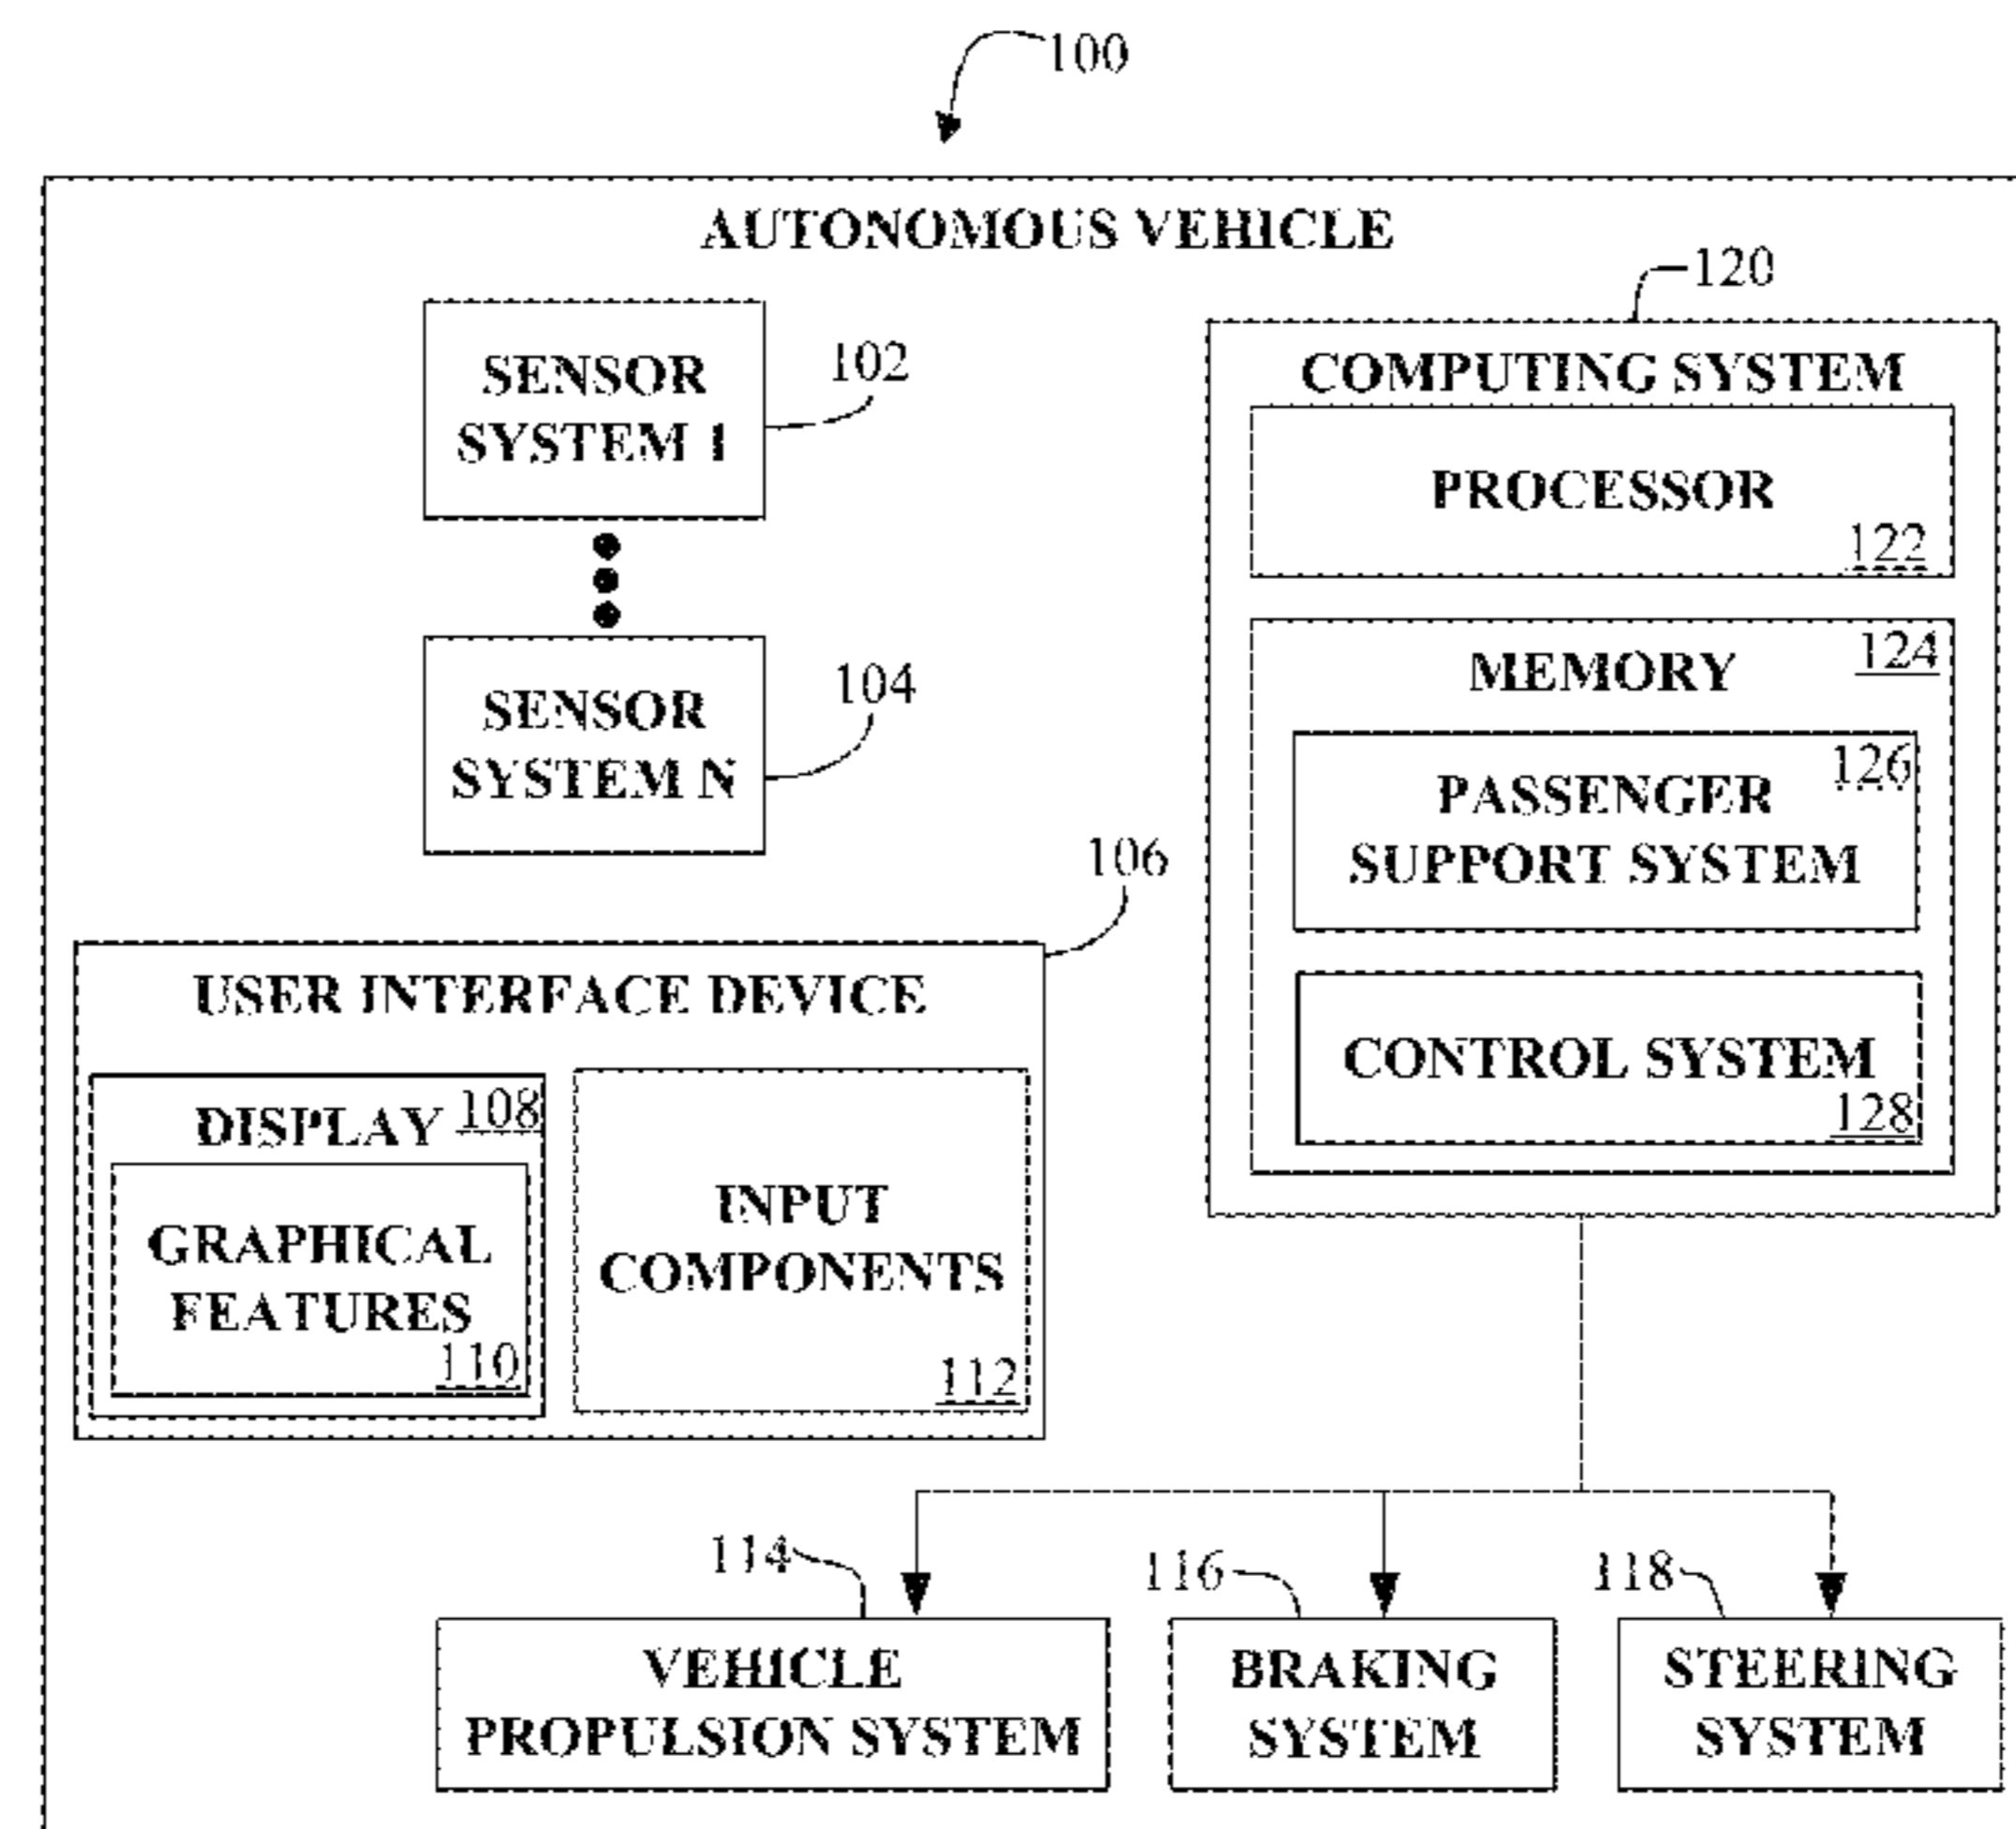 100
AUTONOMOUS VEHICLE
SENSOR
SYSTEM 1
102
SENSOR
SYSTEM N
104
120
COMPUTING SYSTEM
PROCESSOR
122
MEMORY
124
PASSENGER
SUPPORT SYSTEM
126
CONTROL SYSTEM
128
106
USER INTERFACE DEVICE
DISPLAY
108
GRAPHICAL
FEATURES
110
INPUT
COMPONENTS
112
114
VEHICLE
PROPULSION SYSTEM
116
BRAKING
SYSTEM
118
STEERING
SYSTEM